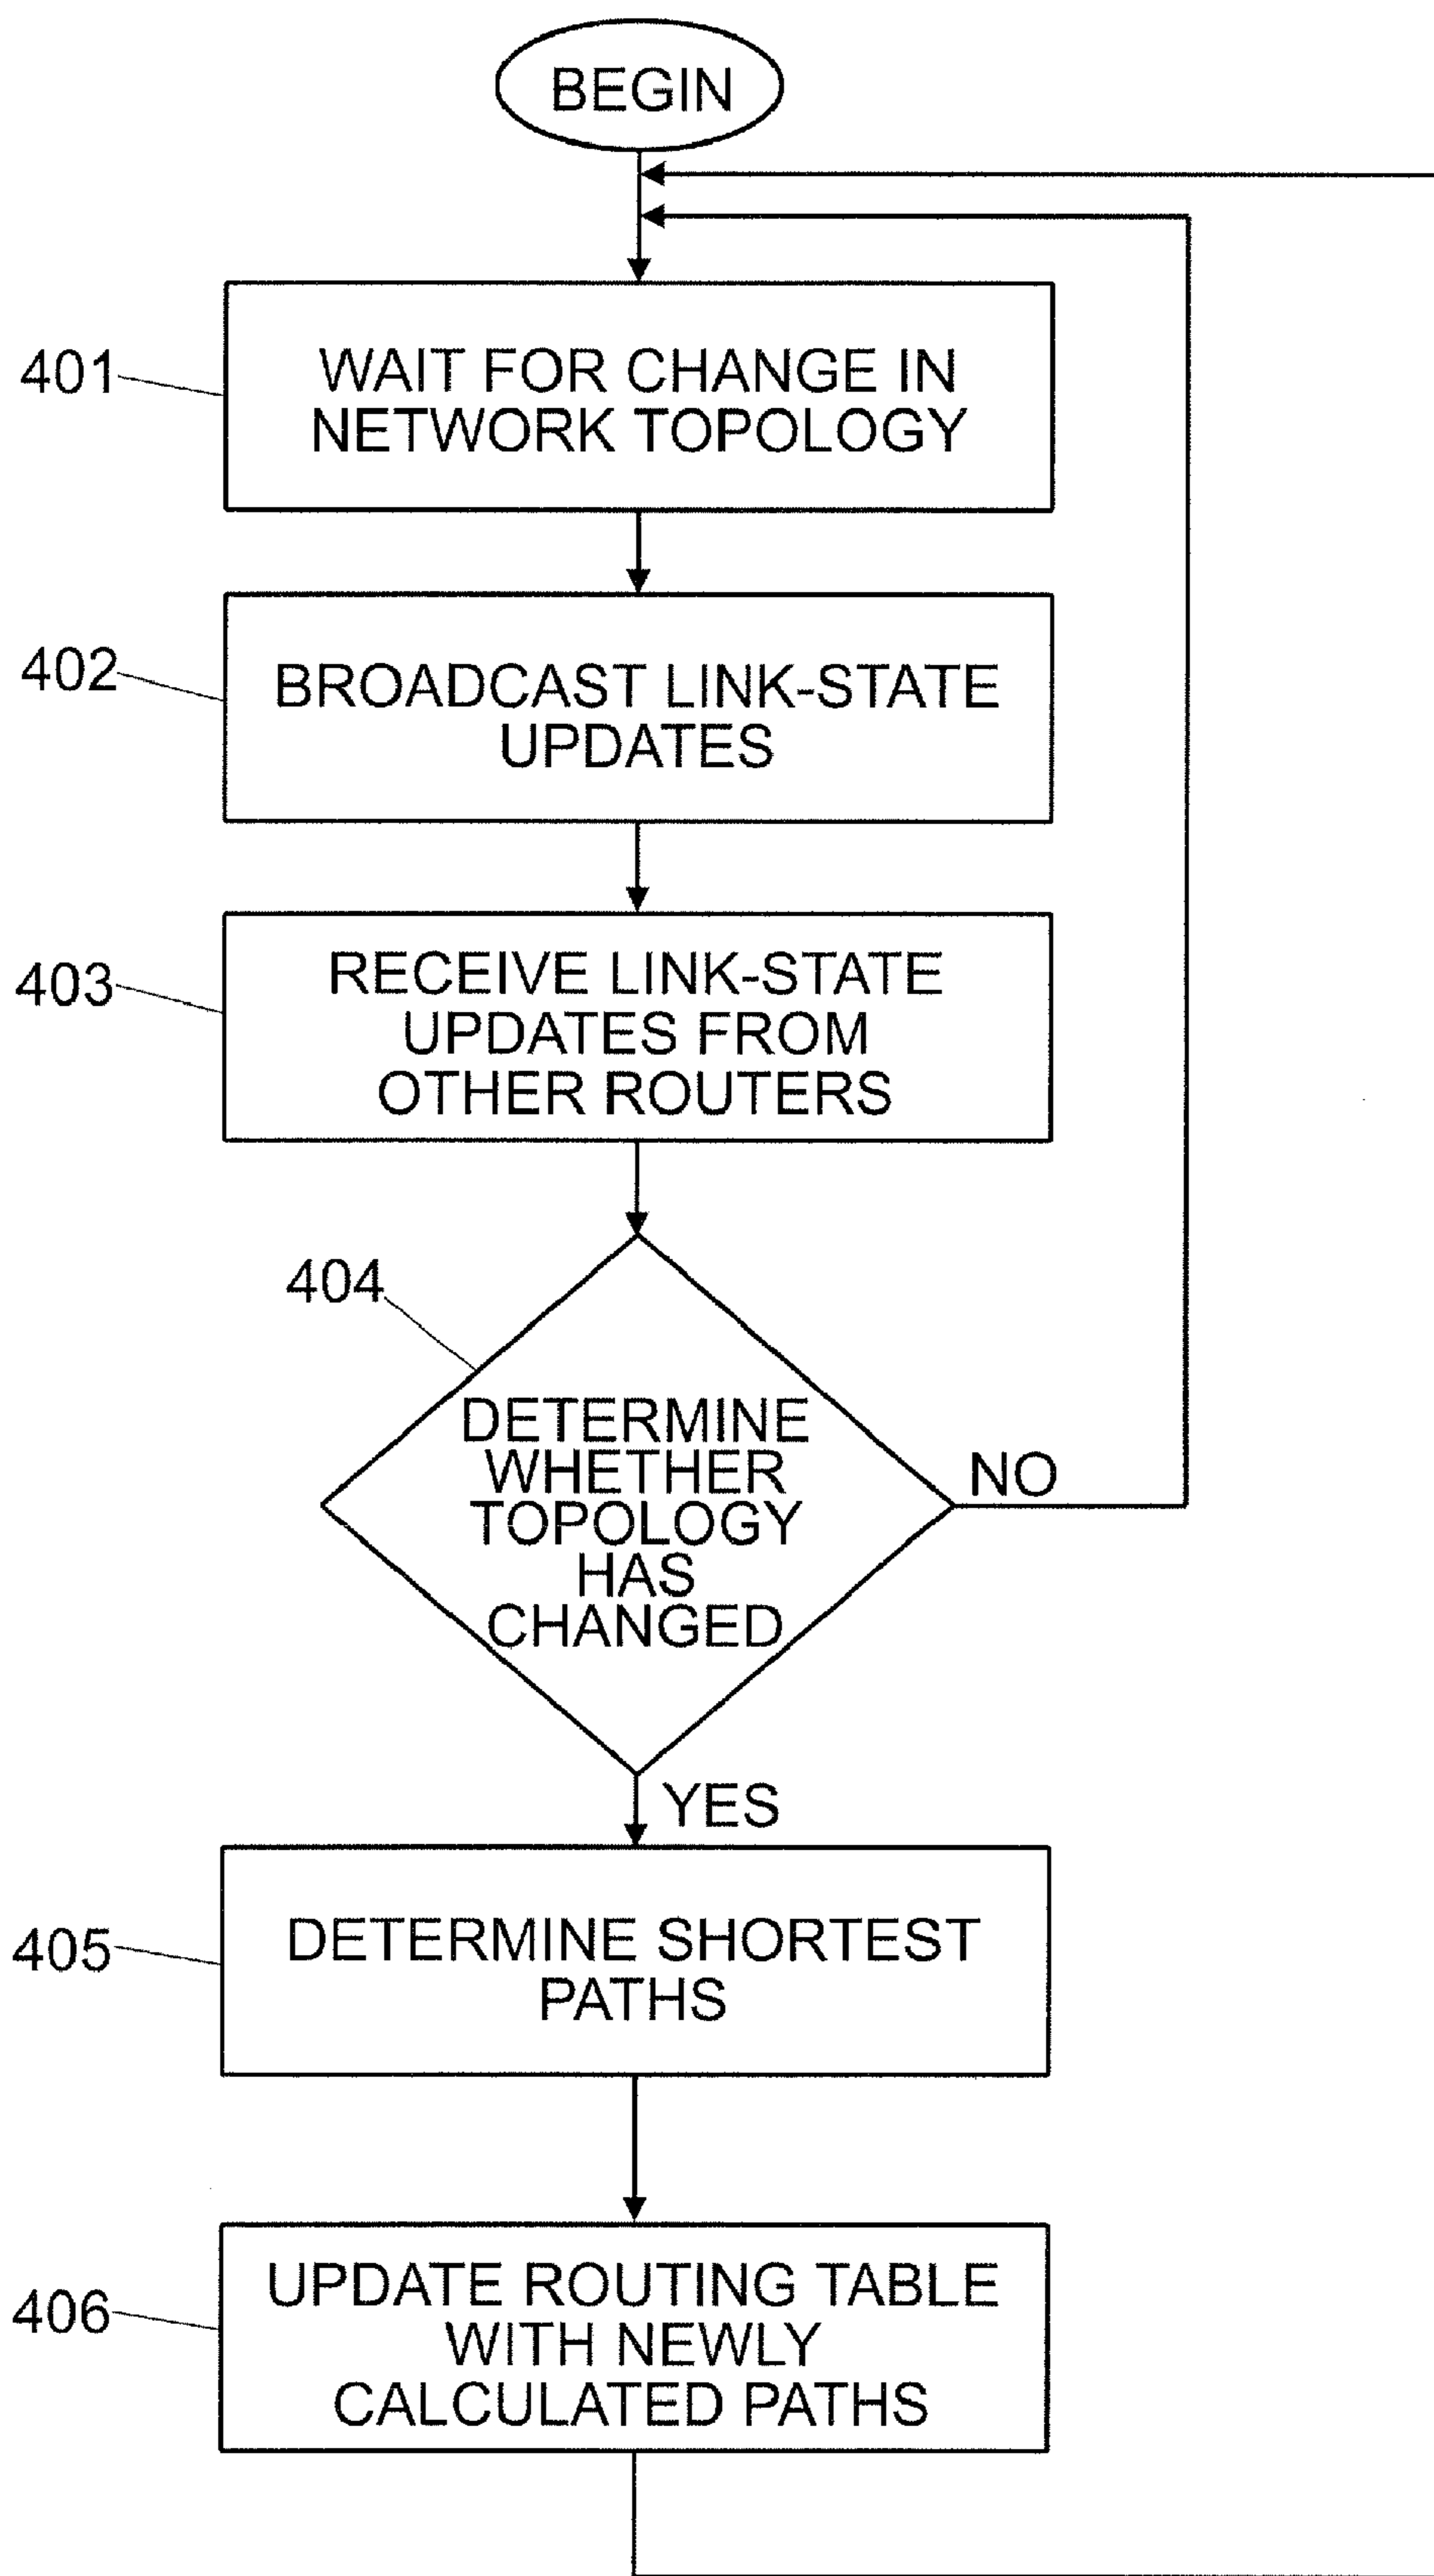 BEGIN
401
WAIT FOR CHANGE IN
NETWORK TOPOLOGY
402
BROADCAST LINK-STATE
UPDATES
403
RECEIVE LINK-STATE
UPDATES FROM
OTHER ROUTERS
404
DETERMINE
WHETHER
TOPOLOGY
HAS
CHANGED
NO
YES
405
DETERMINE SHORTEST
PATHS
406
UPDATE ROUTING TABLE
WITH NEWLY
CALCULATED PATHS